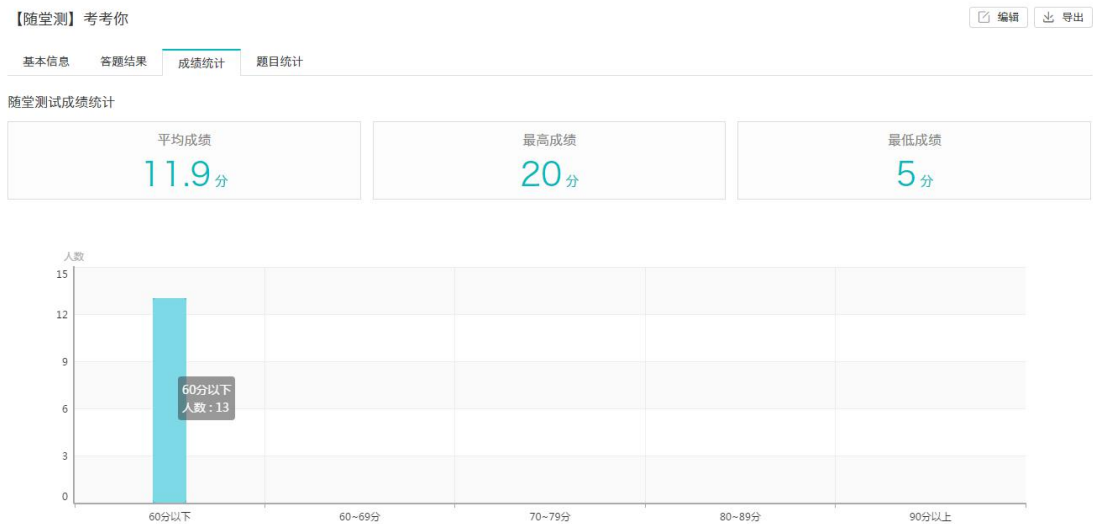 【随堂测】考考你
编辑 导出
基本信息 答题结果 成绩统计 题目统计
随堂测试成绩统计
平均成绩 最高成绩 最低成绩
11.9分 20分 5分
人数
15
12
9
60分以下
人数 : 13
6
3
0
60分以下 60~69分 70~79分 80~89分 90分以上